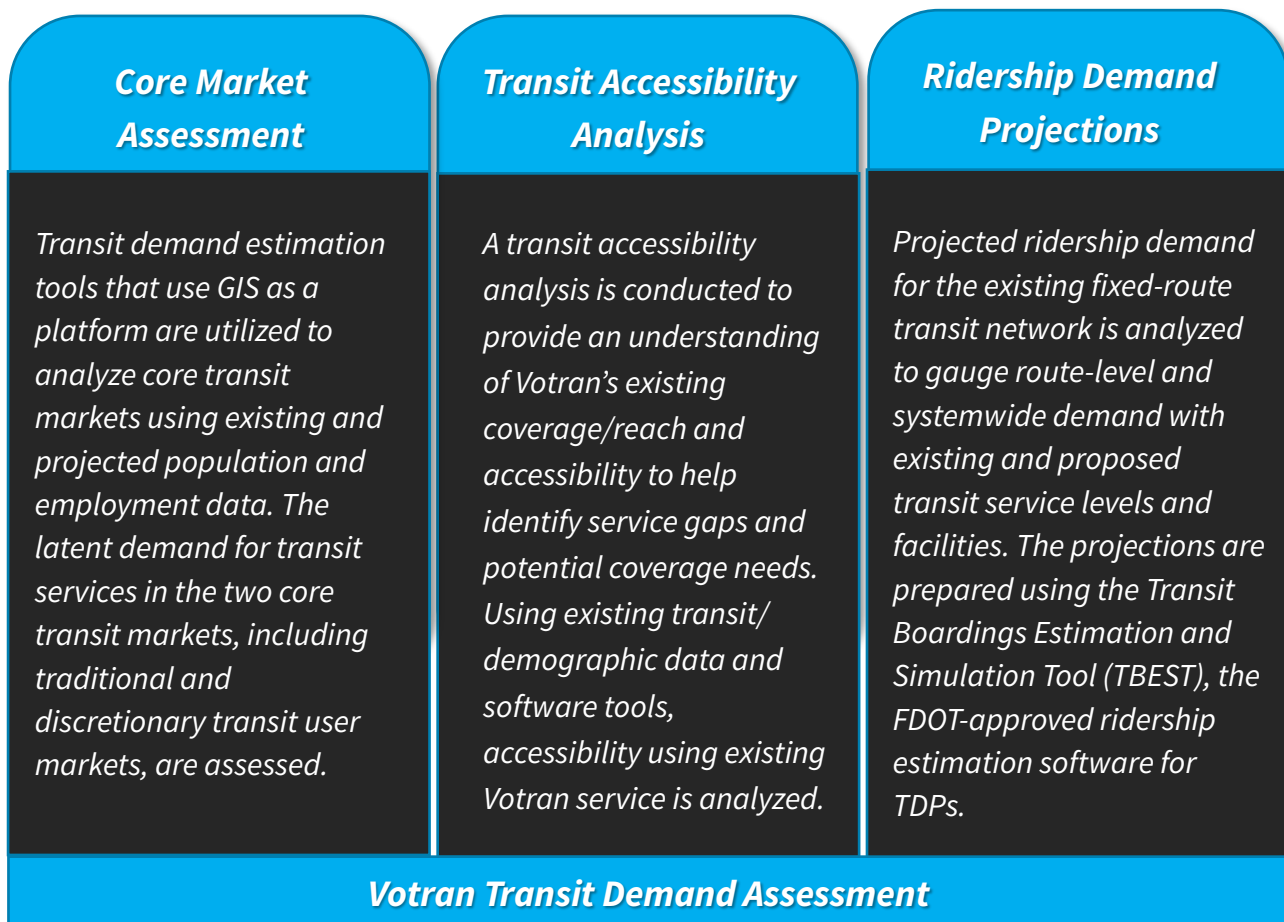 Core Market
Assessment
Transit demand estimation
tools that use GIS as a
platform are utilized to
analyze core transit
markets using existing and
projected population and
employment data. The
latent demand for transit
services in the two core
transit markets, including
traditional and
discretionary transit user
markets, are assessed.
Transit Accessibility
Analysis
A transit accessibility
analysis is conducted to
provide an understanding
of Votran’s existing
coverage/reach and
accessibility to help
identify service gaps and
potential coverage needs.
Using existing transit/
demographic data and
software tools,
accessibility using existing
Votran service is analyzed.
Ridership Demand
Projections
Projected ridership demand
for the existing fixed-route
transit network is analyzed
to gauge route-level and
systemwide demand with
existing and proposed
transit service levels and
facilities. The projections are
prepared using the Transit
Boardings Estimation and
Simulation Tool (TBEST), the
FDOT-approved ridership
estimation software for
TDPs.
Votran Transit Demand Assessment